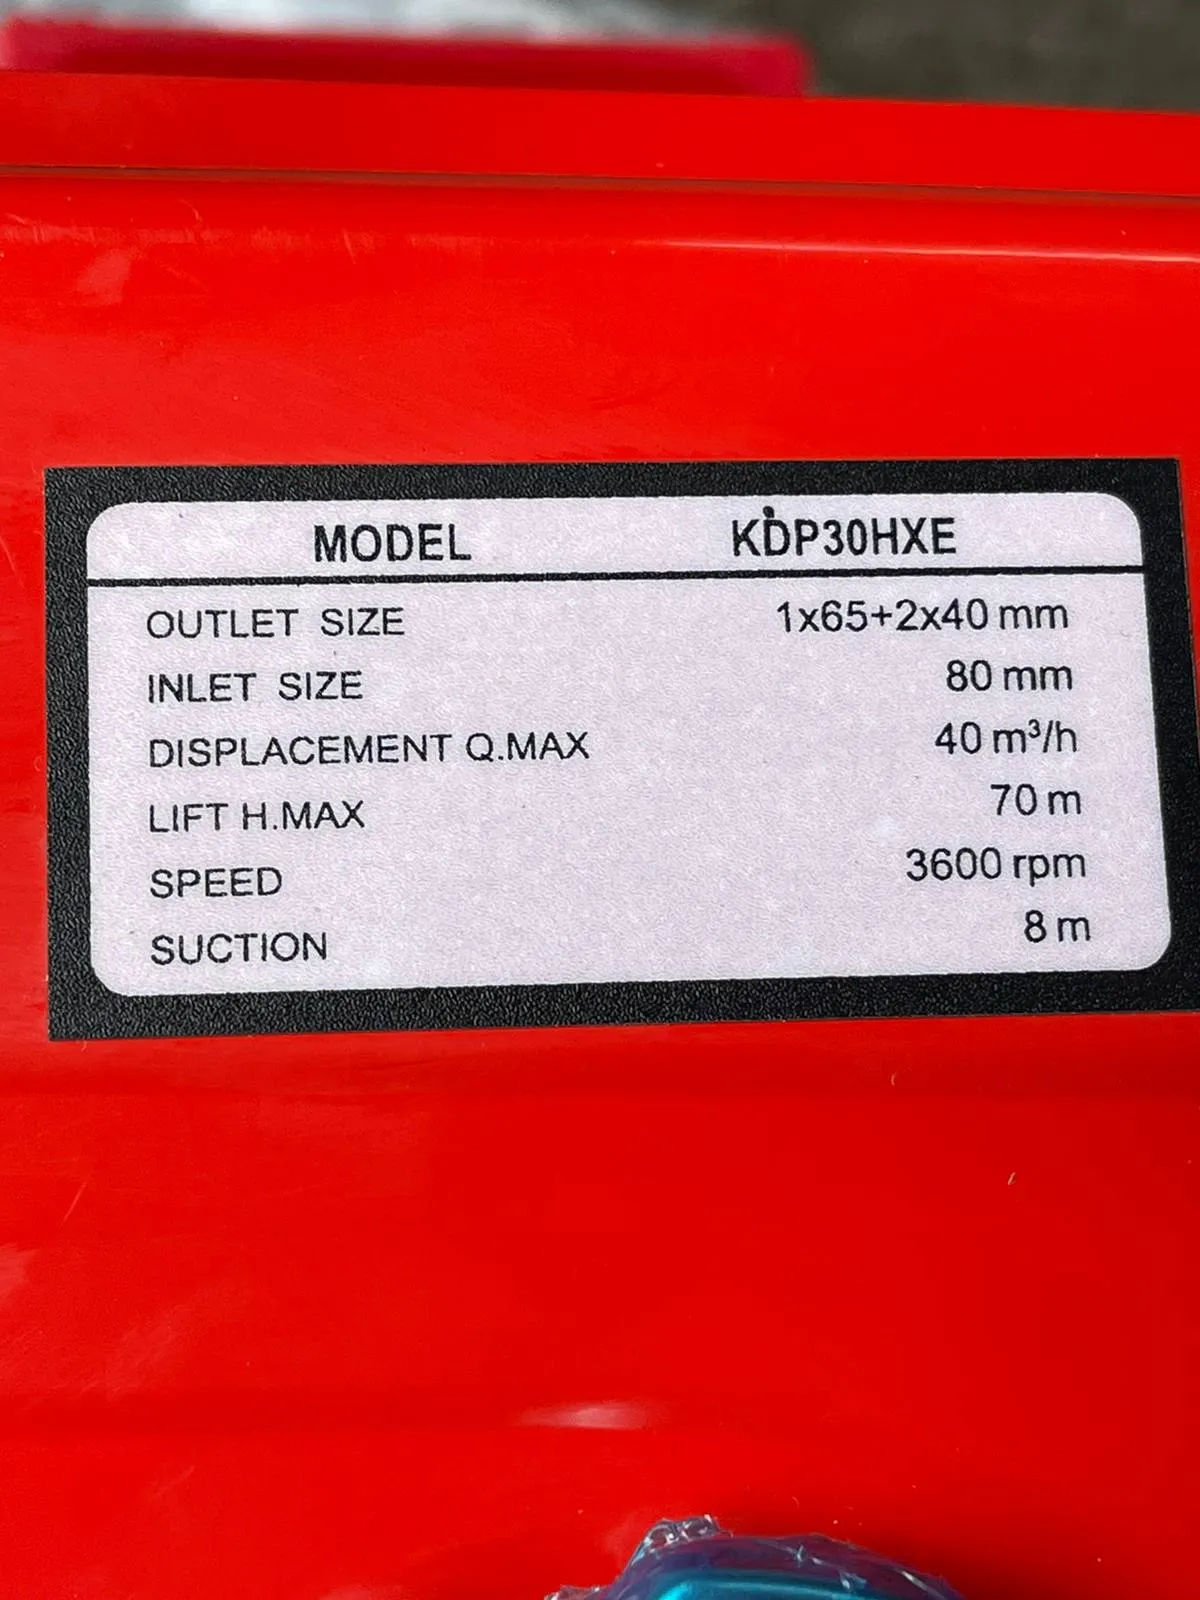 MODEL KDP30HXE
OUTLET SIZE 1x65+2x40 mm
INLET SIZE 80 mm
DISPLACEMENT Q.MAX 40 m³/h
LIFT H.MAX 70 m
SPEED 3600 rpm
SUCTION 8 m